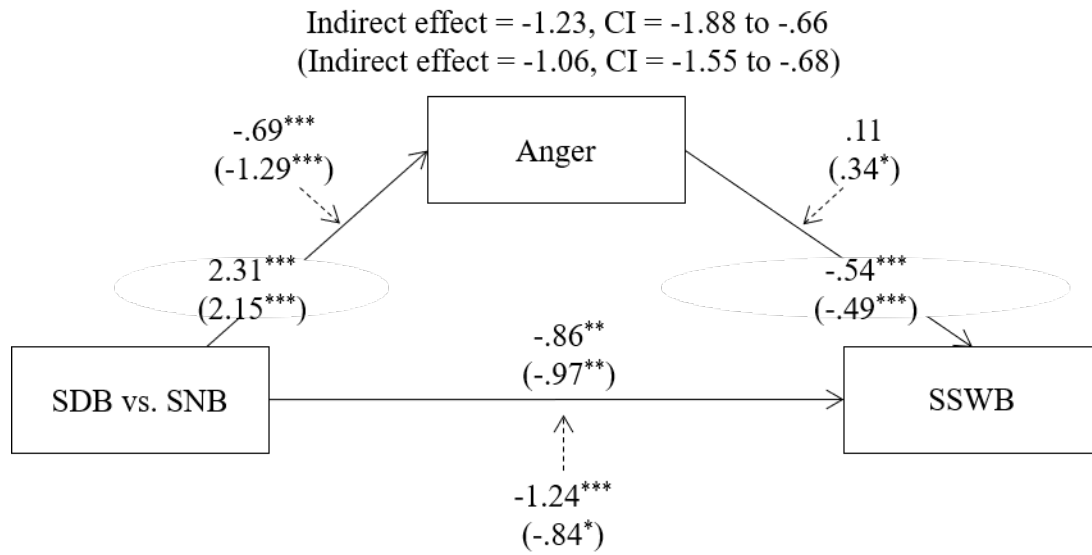 Indirect effect = -1.23, CI = -1.88 to -.66
(Indirect effect = -1.06, CI = -1.55 to -.68)
-.69***
(-1.29***)
Anger
.11
(.34*)
2.31***
(2.15***)
-.54***
(-.49***)
-.86**
(-.97**)
SDB vs. SNB
SSWB
-1.24***
(-.84*)